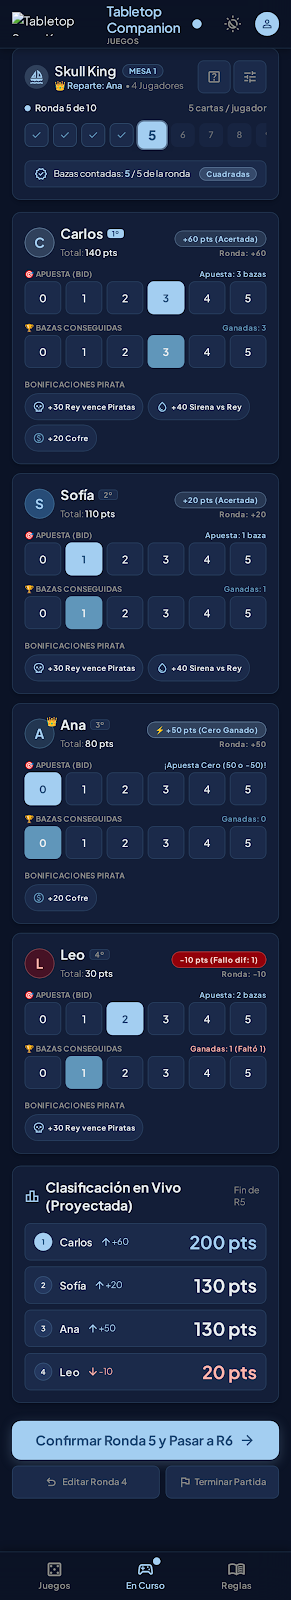 Tabletop
Tabletop
Companion
JUEGOS
Skull King MESA 1
👑 Reparte: Ana • 4 Jugadores
Ronda 5 de 10 5 cartas / jugador
5 6 7 8
Bazas contadas: 5 / 5 de la ronda Cuadradas
C Carlos 1º +60 pts (Acertada)
Total: 140 pts Ronda: +60
🎯 APUESTA (BID) Apuesta: 3 bazas
0 1 2 3 4 5
🏆 BAZAS CONSEGUIDAS Ganadas: 3
0 1 2 3 4 5
BONIFICACIONES PIRATA
+30 Rey vence Piratas +40 Sirena vs Rey
+20 Cofre
S Sofía 2º +20 pts (Acertada)
Total: 110 pts Ronda: +20
🎯 APUESTA (BID) Apuesta: 1 baza
0 1 2 3 4 5
🏆 BAZAS CONSEGUIDAS Ganadas: 1
0 1 2 3 4 5
BONIFICACIONES PIRATA
+30 Rey vence Piratas +40 Sirena vs Rey
A Ana 3º ⚡ +50 pts (Cero Ganado)
Total: 80 pts Ronda: +50
🎯 APUESTA (BID) ¡Apuesta Cero (50 o -50)!
0 1 2 3 4 5
🏆 BAZAS CONSEGUIDAS Ganadas: 0
0 1 2 3 4 5
BONIFICACIONES PIRATA
+20 Cofre
L Leo 4º -10 pts (Fallo dif: 1)
Total: 30 pts Ronda: -10
🎯 APUESTA (BID) Apuesta: 2 bazas
0 1 2 3 4 5
🏆 BAZAS CONSEGUIDAS Ganadas: 1 (Faltó 1)
0 1 2 3 4 5
BONIFICACIONES PIRATA
+30 Rey vence Piratas
Clasificación en Vivo
(Proyectada)
Fin de
R5
1 Carlos ↑ +60 200 pts
2 Sofía ↑ +20 130 pts
3 Ana ↑ +50 130 pts
4 Leo ↓ -10 20 pts
Confirmar Ronda 5 y Pasar a R6 →
Editar Ronda 4 Terminar Partida
Juegos En Curso Reglas